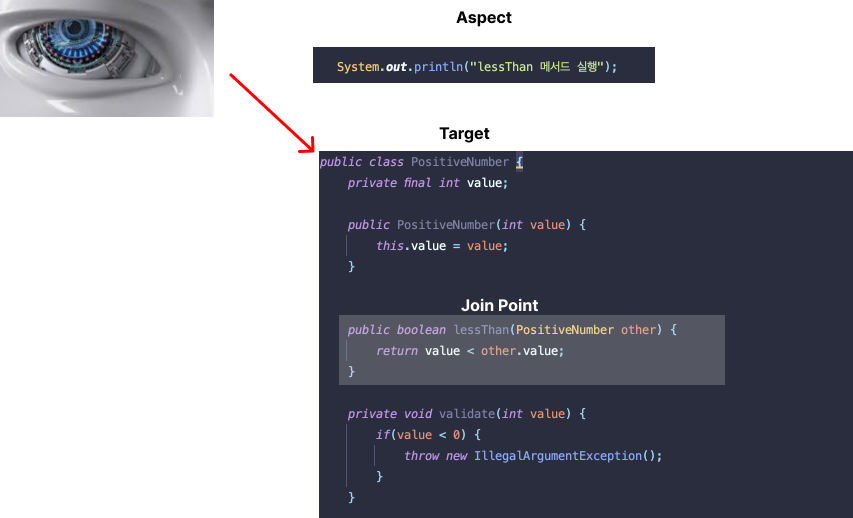 Aspect
System.out.println("lessThan 메서드 실행");
Target
public class PositiveNumber {
    private final int value;
    public PositiveNumber(int value) {
        this.value = value;
    }
Join Point
    public boolean lessThan(PositiveNumber other) {
        return value < other.value;
    }
    private void validate(int value) {
        if(value < 0) {
            throw new IllegalArgumentException();
        }
    }